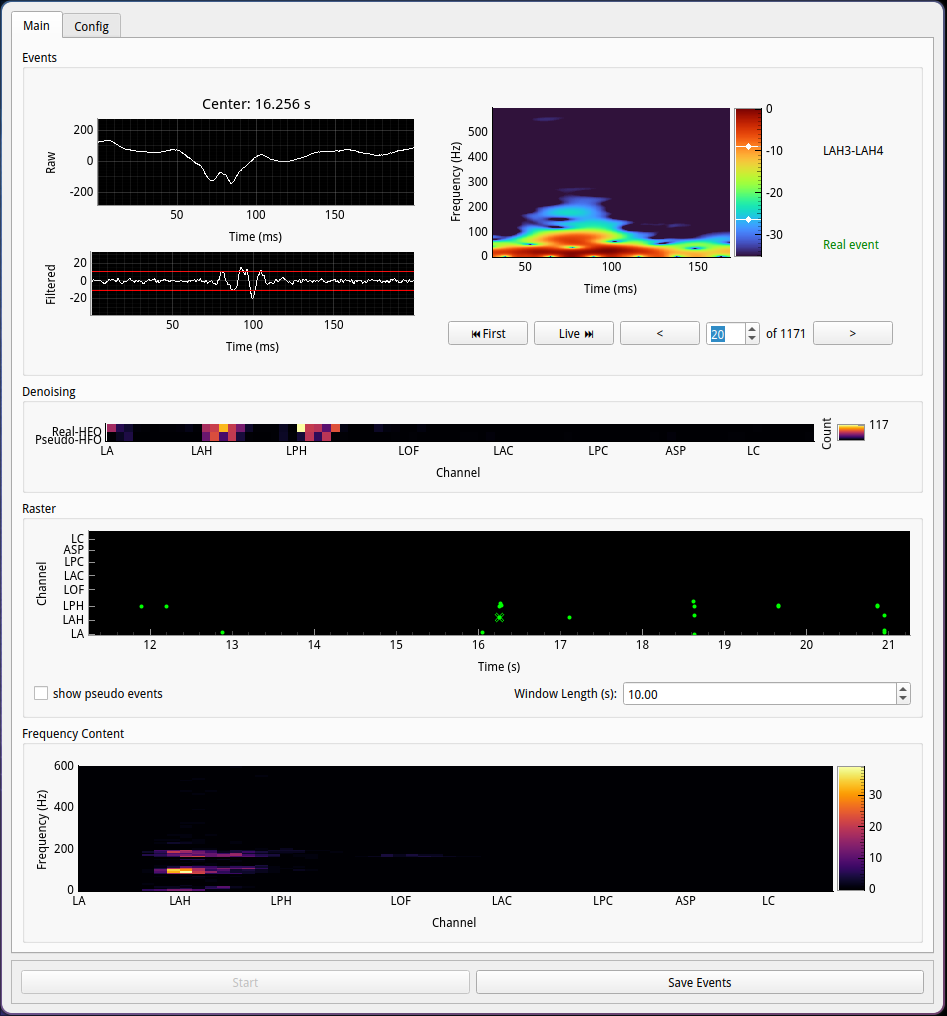 Main Config
Events
Center: 16.256 s
Raw
200
0
-200
50 100 150
Time (ms)
Filtered
20
0
-20
50 100 150
Time (ms)
Frequency (Hz)
500
400
300
200
100
0
50 100 150
Time (ms)
0
-10
-20
-30
LAH3-LAH4
Real event
First Live < 20 of 1171 >
Denoising
Real-HFO
Pseudo-HFO
LA LAH LPH LOF LAC LPC ASP LC
Channel
Count
117
Raster
Channel
LC
ASP
LPC
LAC
LOF
LPH
LAH
LA
12 13 14 15 16 17 18 19 20 21
Time (s)
show pseudo events Window Length (s): 10.00
Frequency Content
Frequency (Hz)
600
400
200
0
LA LAH LPH LOF LAC LPC ASP LC
Channel
30
20
10
0
Start Save Events